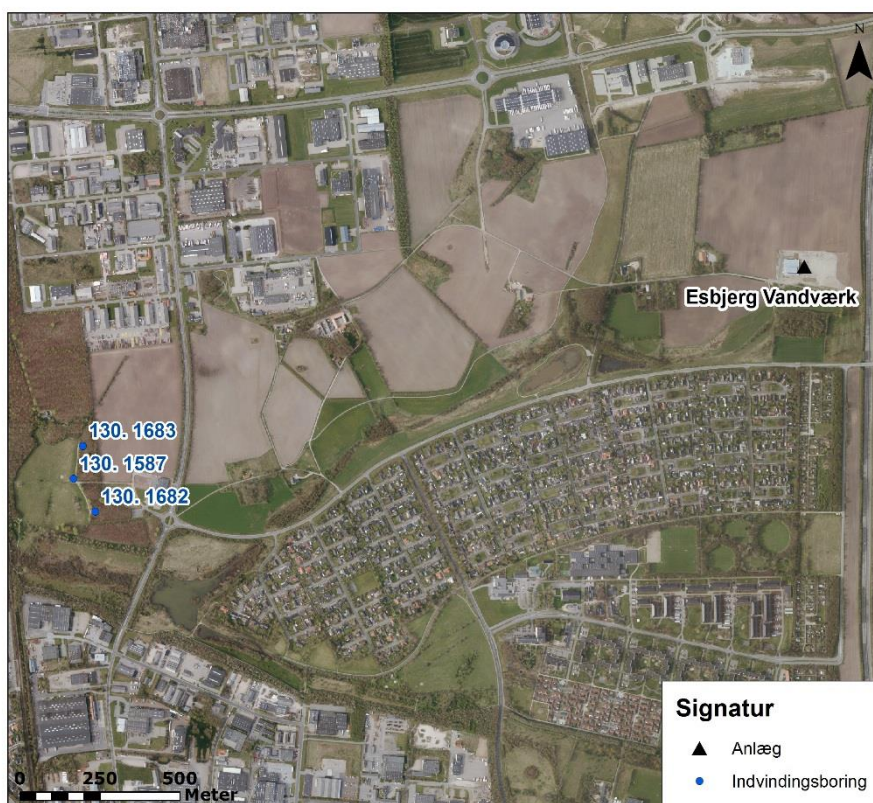 N
Esbjerg Vandværk
130. 1683
130. 1587
130. 1682
Signatur
Anlæg
Indvindingsboring
0 250 500
Meter